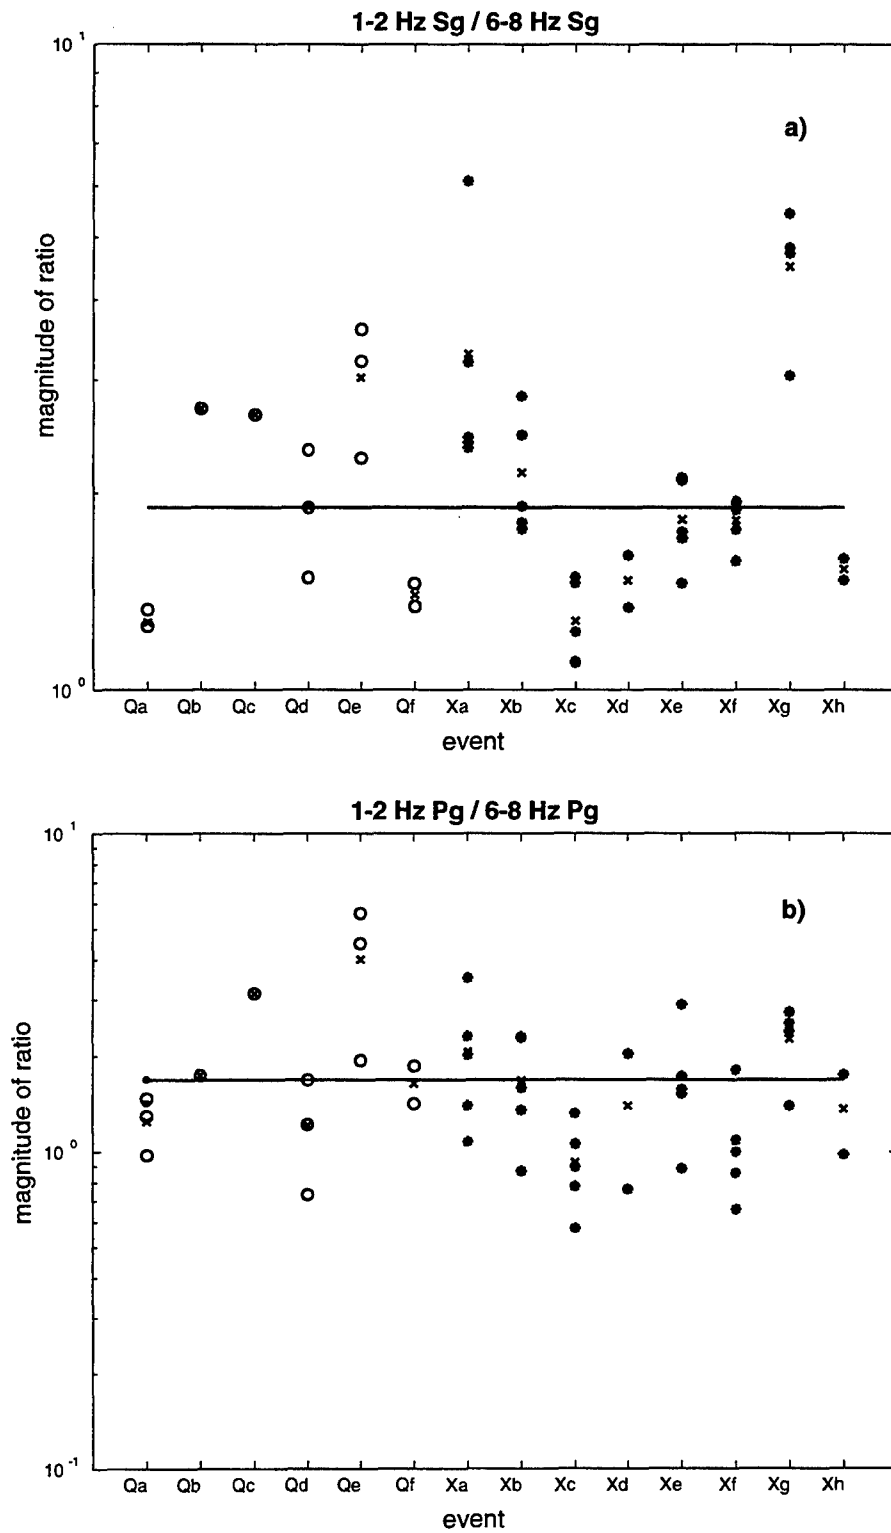 1-2 Hz Sg / 6-8 Hz Sg
10^1
a)
magnitude of ratio
10^0
Qa Qb Qc Qd Qe Qf Xa Xb Xc Xd Xe Xf Xg Xh
event
1-2 Hz Pg / 6-8 Hz Pg
10^1
b)
magnitude of ratio
10^0
10^-1
Qa Qb Qc Qd Qe Qf Xa Xb Xc Xd Xe Xf Xg Xh
event